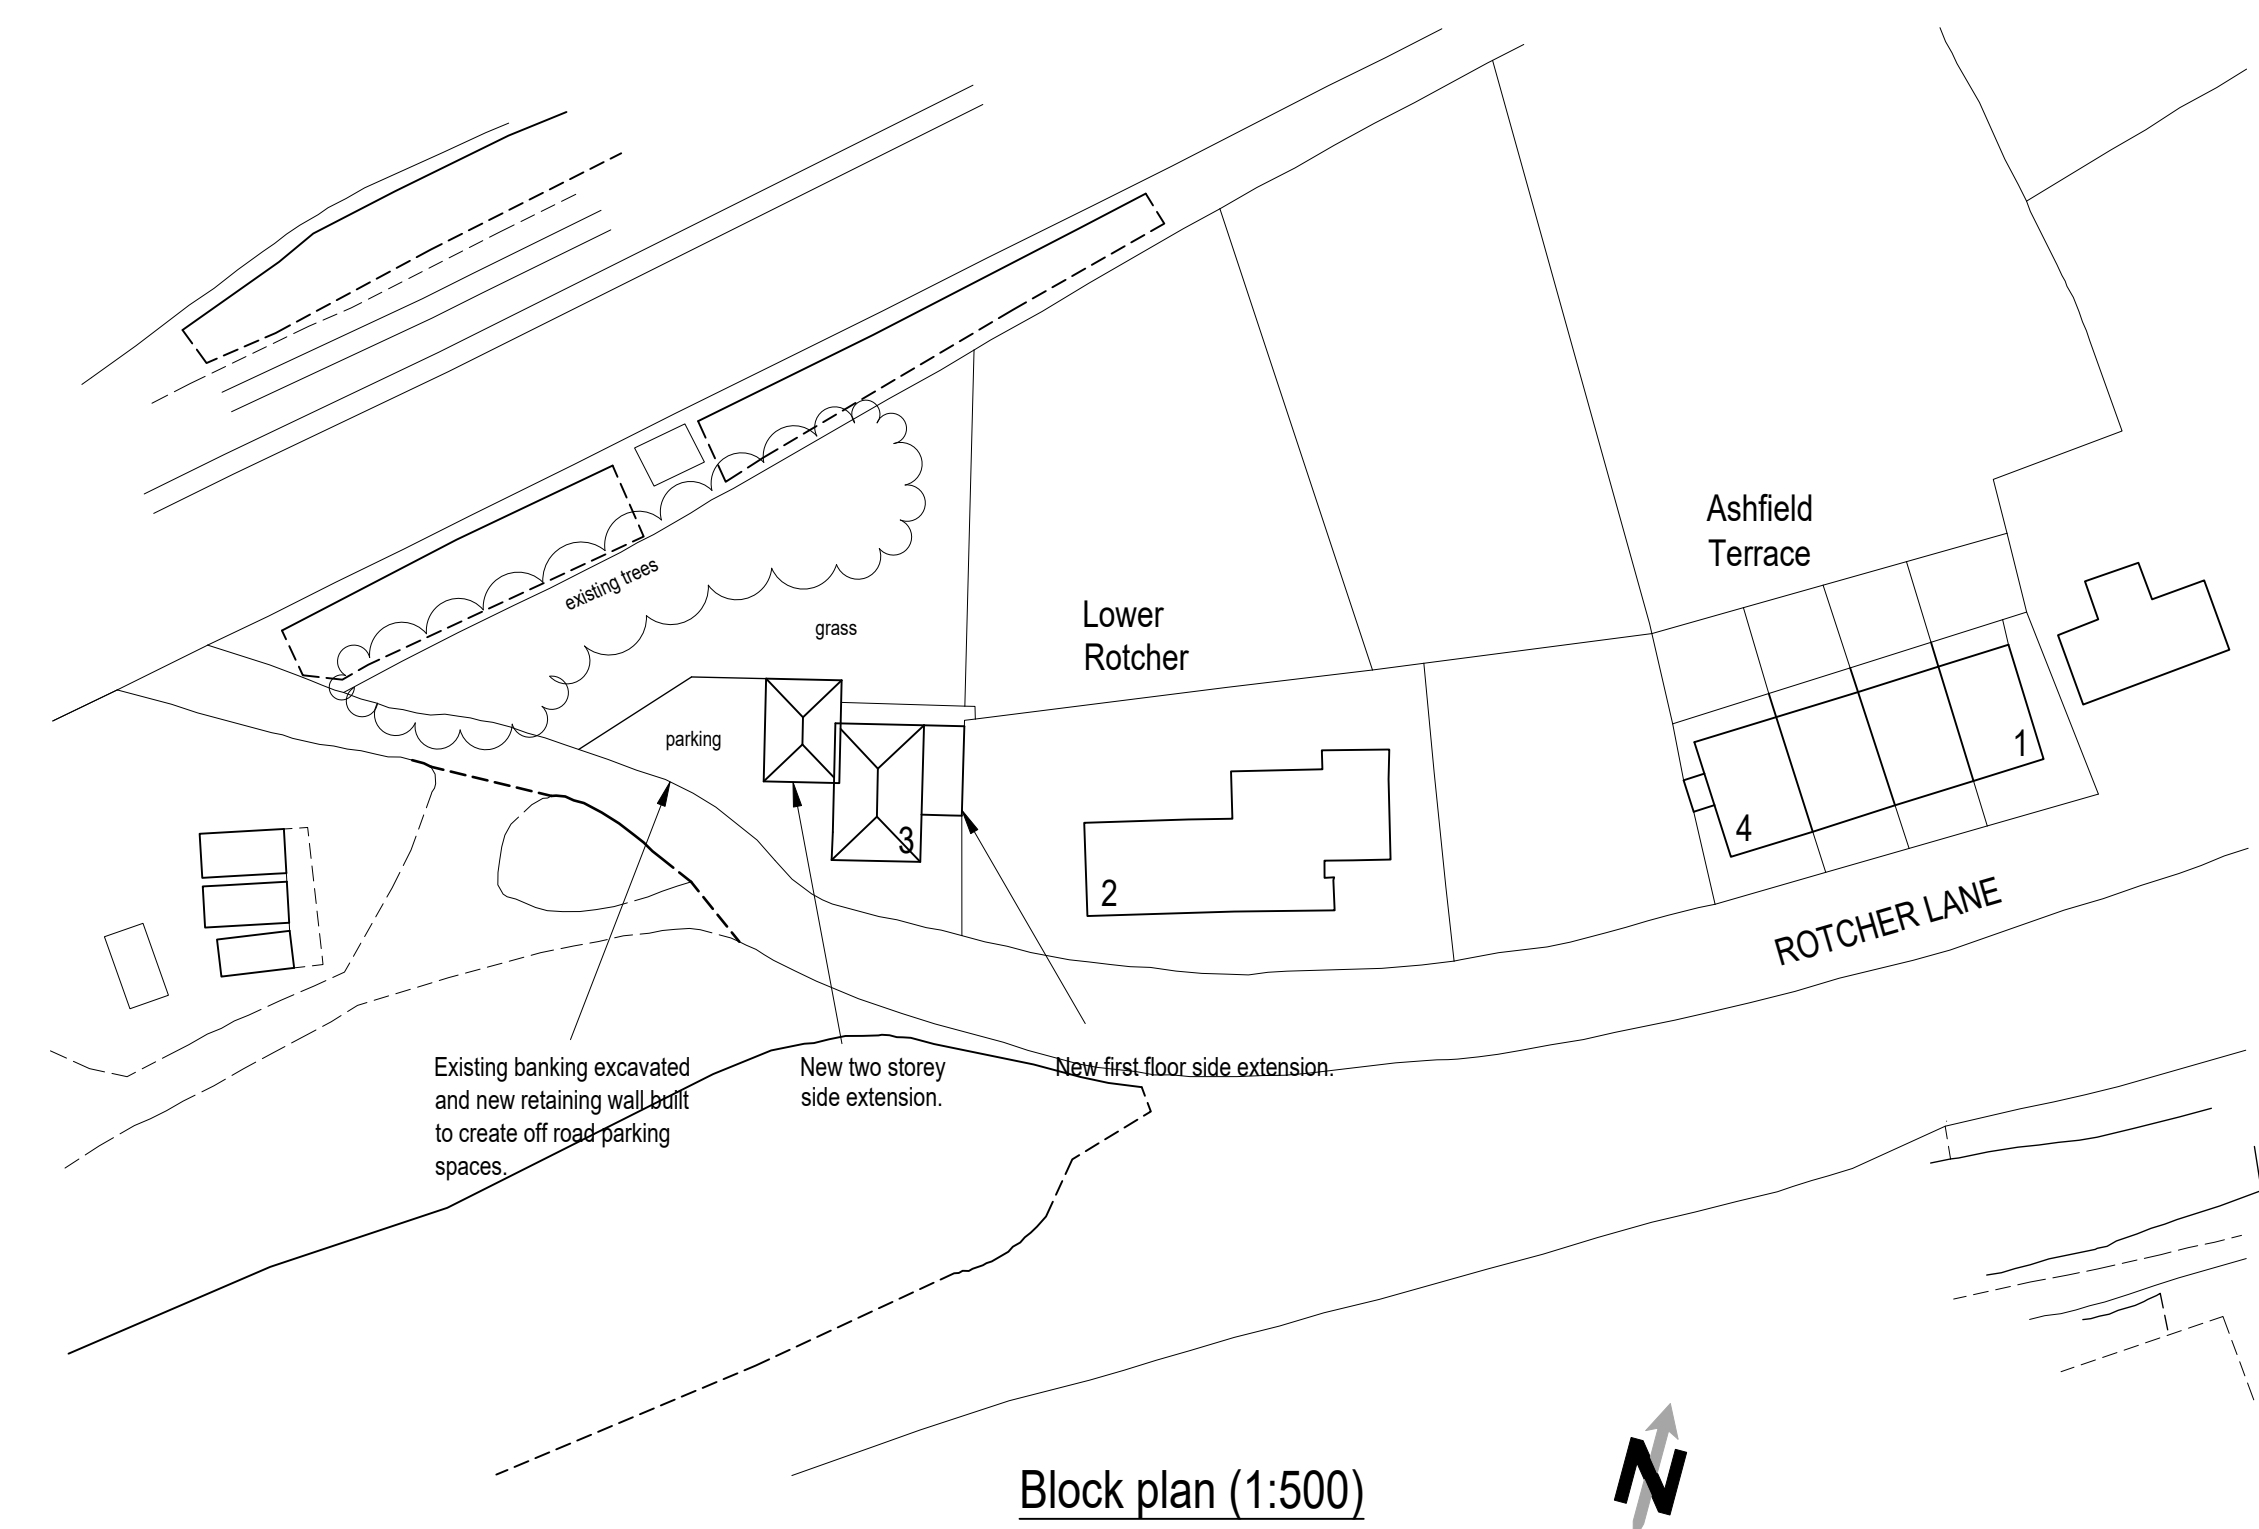 Ashfield
Terrace
existing trees
grass
Lower
Rotcher
parking
3
2
1
4
ROTCHER LANE
Existing banking excavated
and new retaining wall built
to create off road parking
spaces.
New two storey
side extension.
New first floor side extension.
Block plan (1:500)
N